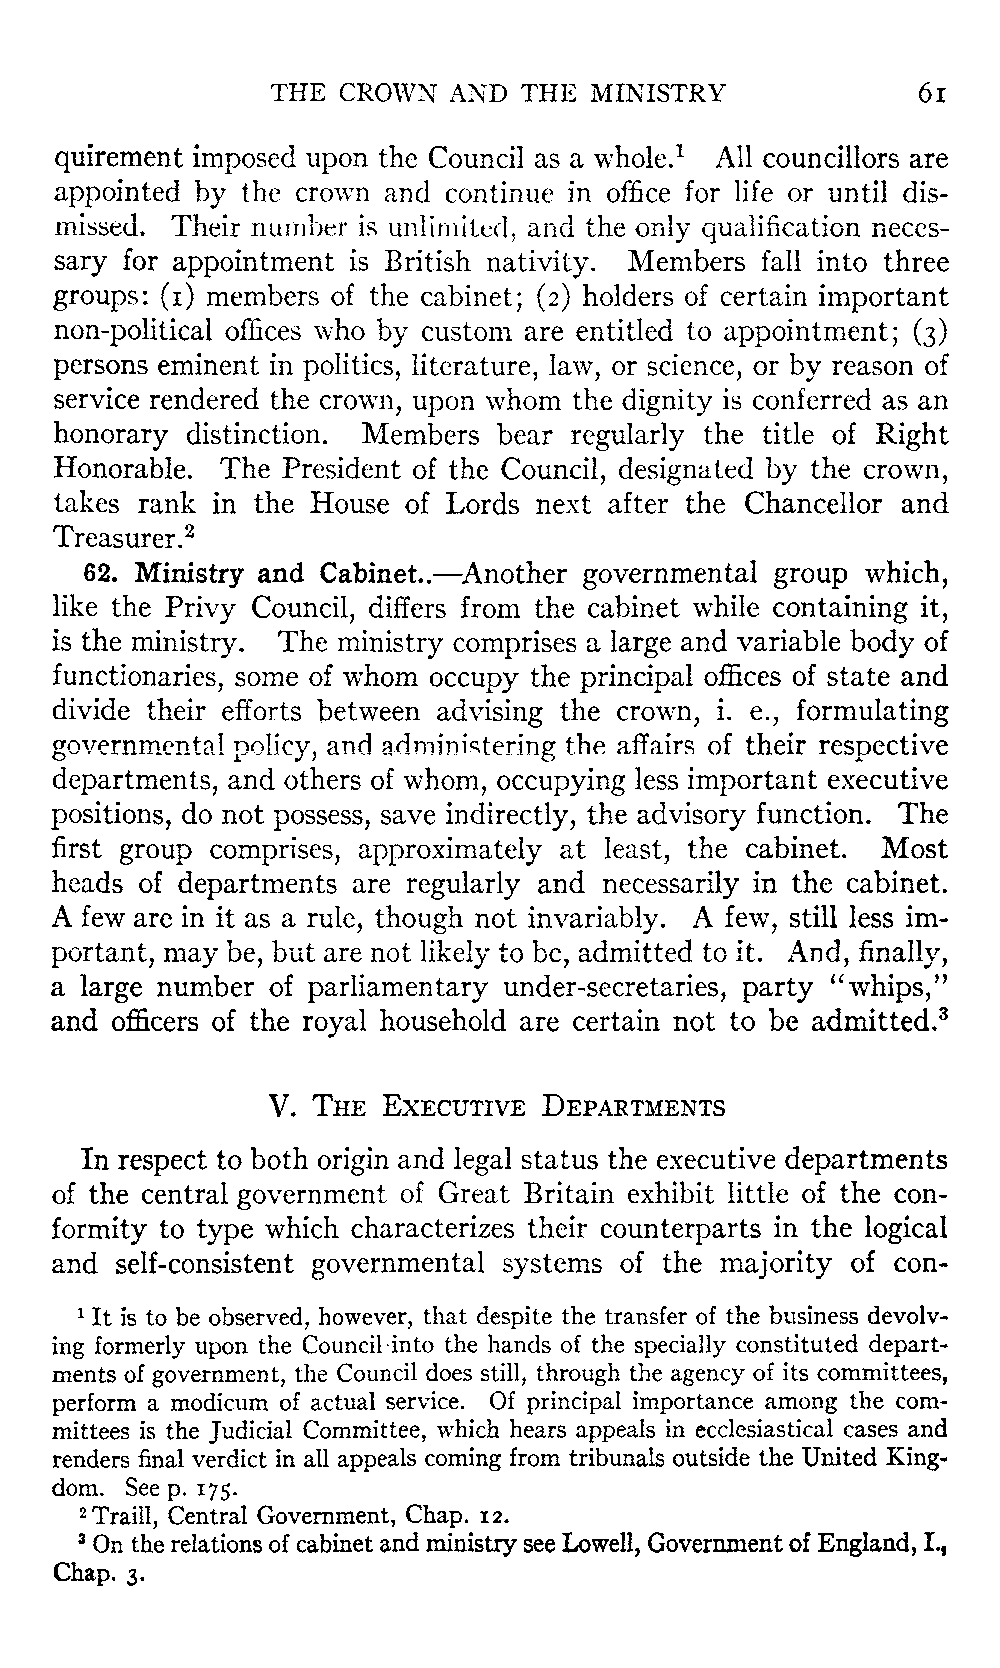 THE CROWN AND THE MINISTRY 61
quirement imposed upon the Council as a whole.¹ All councillors are
appointed by the crown and continue in office for life or until dis-
missed. Their number is unlimited, and the only qualification neces-
sary for appointment is British nativity. Members fall into three
groups: (1) members of the cabinet; (2) holders of certain important
non-political offices who by custom are entitled to appointment; (3)
persons eminent in politics, literature, law, or science, or by reason of
service rendered the crown, upon whom the dignity is conferred as an
honorary distinction. Members bear regularly the title of Right
Honorable. The President of the Council, designated by the crown,
takes rank in the House of Lords next after the Chancellor and
Treasurer.²
62. Ministry and Cabinet..—Another governmental group which,
like the Privy Council, differs from the cabinet while containing it,
is the ministry. The ministry comprises a large and variable body of
functionaries, some of whom occupy the principal offices of state and
divide their efforts between advising the crown, i. e., formulating
governmental policy, and administering the affairs of their respective
departments, and others of whom, occupying less important executive
positions, do not possess, save indirectly, the advisory function. The
first group comprises, approximately at least, the cabinet. Most
heads of departments are regularly and necessarily in the cabinet.
A few are in it as a rule, though not invariably. A few, still less im-
portant, may be, but are not likely to be, admitted to it. And, finally,
a large number of parliamentary under-secretaries, party “whips,”
and officers of the royal household are certain not to be admitted.³
V. THE EXECUTIVE DEPARTMENTS
In respect to both origin and legal status the executive departments
of the central government of Great Britain exhibit little of the con-
formity to type which characterizes their counterparts in the logical
and self-consistent governmental systems of the majority of con-
¹ It is to be observed, however, that despite the transfer of the business devolv-
ing formerly upon the Council into the hands of the specially constituted depart-
ments of government, the Council does still, through the agency of its committees,
perform a modicum of actual service. Of principal importance among the com-
mittees is the Judicial Committee, which hears appeals in ecclesiastical cases and
renders final verdict in all appeals coming from tribunals outside the United King-
dom. See p. 175.
² Traill, Central Government, Chap. 12.
³ On the relations of cabinet and ministry see Lowell, Government of England, I.,
Chap. 3.